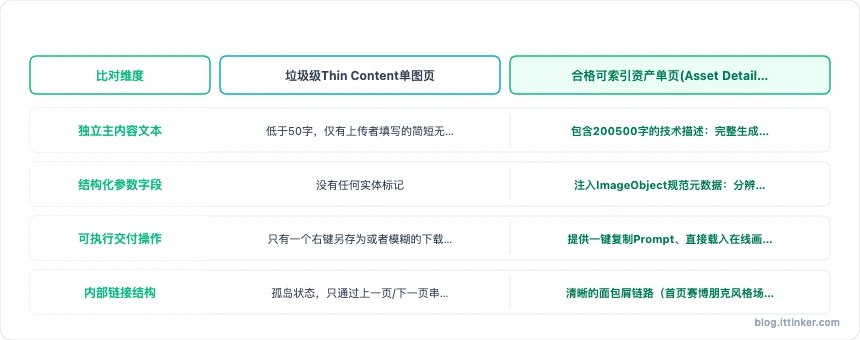 比对维度
垃圾级Thin Content单图页
合格可索引资产单页(Asset Detail...
独立主内容文本
低于50字，仅有上传者填写的简短无...
包含200500字的技术描述：完整生成...
结构化参数字段
没有任何实体标记
注入ImageObject规范元数据：分辨...
可执行交付操作
只有一个右键另存为或者模糊的下载...
提供一键复制Prompt、直接载入在线画...
内部链接结构
孤岛状态，只通过上一页/下一页串...
清晰的面包屑链路（首页赛博朋克风格场...
blog.ittinker.com